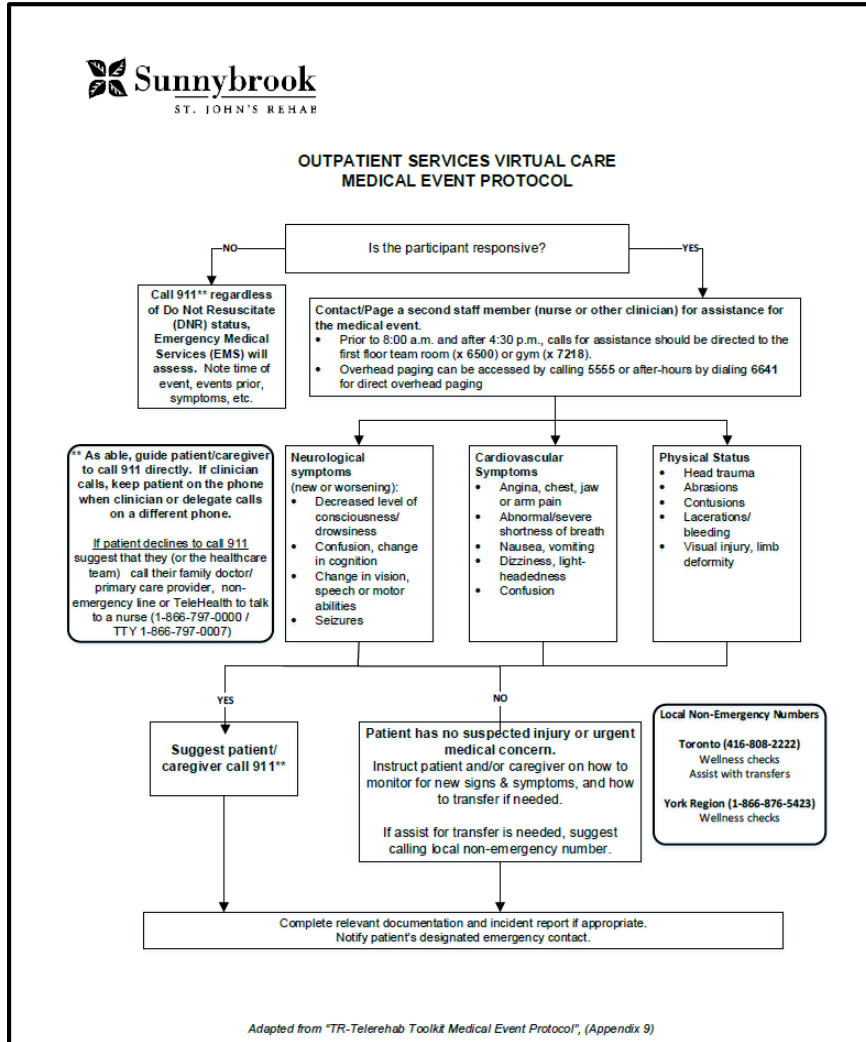 Sunnybrook
ST. JOHN'S REHAB
OUTPATIENT SERVICES VIRTUAL CARE
MEDICAL EVENT PROTOCOL
Is the participant responsive?
NO
YES
Call 911** regardless
of Do Not Resuscitate
(DNR) status,
Emergency Medical
Services (EMS) will
assess. Note time of
event, events prior,
symptoms, etc.
Contact/Page a second staff member (nurse or other clinician) for assistance for
the medical event.
• Prior to 8:00 a.m. and after 4:30 p.m., calls for assistance should be directed to the
first floor team room (x 6500) or gym (x 7218).
• Overhead paging can be accessed by calling 5555 or after-hours by dialing 6641
for direct overhead paging
** As able, guide patient/caregiver
to call 911 directly. If clinician
calls, keep patient on the phone
when clinician or delegate calls
on a different phone.
If patient declines to call 911
suggest that they (or the healthcare
team) call their family doctor/
primary care provider, non-
emergency line or TeleHealth to talk
to a nurse (1-866-797-0000 /
TTY 1-866-797-0007)
Neurological
symptoms
(new or worsening):
• Decreased level of
consciousness/
drowsiness
• Confusion, change
in cognition
• Change in vision,
speech or motor
abilities
• Seizures
Cardiovascular
Symptoms
• Angina, chest, jaw
or arm pain
• Abnormal/severe
shortness of breath
• Nausea, vomiting
• Dizziness, light-
headedness
• Confusion
Physical Status
• Head trauma
• Abrasions
• Contusions
• Lacerations/
bleeding
• Visual injury, limb
deformity
YES
NO
Suggest patient/
caregiver call 911**
Patient has no suspected injury or urgent
medical concern.
Instruct patient and/or caregiver on how to
monitor for new signs & symptoms, and how
to transfer if needed.
If assist for transfer is needed, suggest
calling local non-emergency number.
Local Non-Emergency Numbers
Toronto (416-808-2222)
Wellness checks
Assist with transfers
York Region (1-866-876-5423)
Wellness checks
Complete relevant documentation and incident report if appropriate.
Notify patient's designated emergency contact.
Adapted from "TR-Telerehab Toolkit Medical Event Protocol", (Appendix 9)